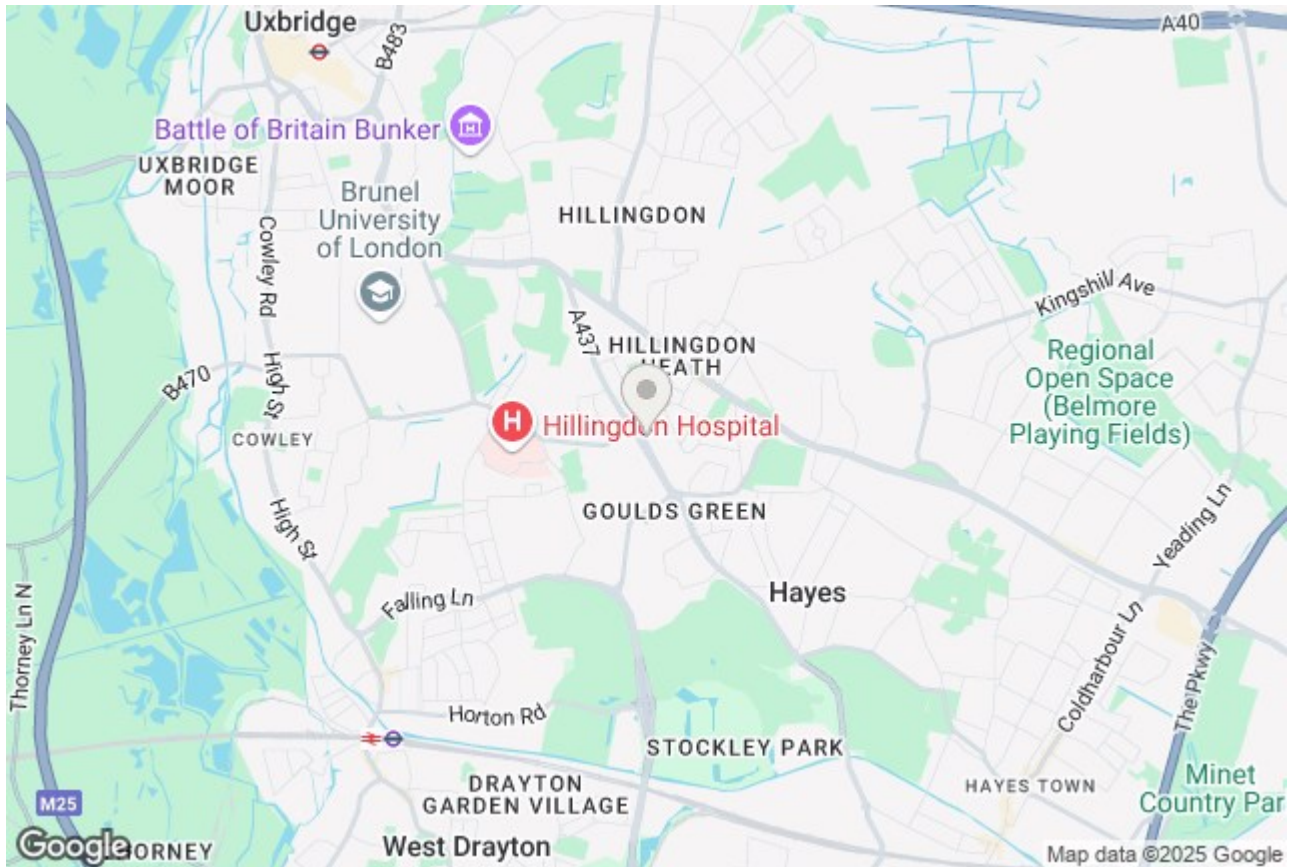 Uxbridge
B483
A40
Battle of Britain Bunker
UXBRIDGE
MOOR
Brunel
University
of London
HILLINGDON
Cowley Rd
Kingshill Ave
A437
HILLINGDON
HEATH
Regional
Open Space
(Belmore
Playing Fields)
B470
High St
H
Hillingdon Hospital
COWLEY
GOULDS GREEN
High St
Yeading Ln
Falling Ln
Hayes
Thorney Ln N
Coldharbour Ln
The Pkwy
Horton Rd
STOCKLEY PARK
DRAYTON
GARDEN VILLAGE
HAYES TOWN
Minet
Country Par
M25
West Drayton
Google
HORNEY
Map data ©2025 Google